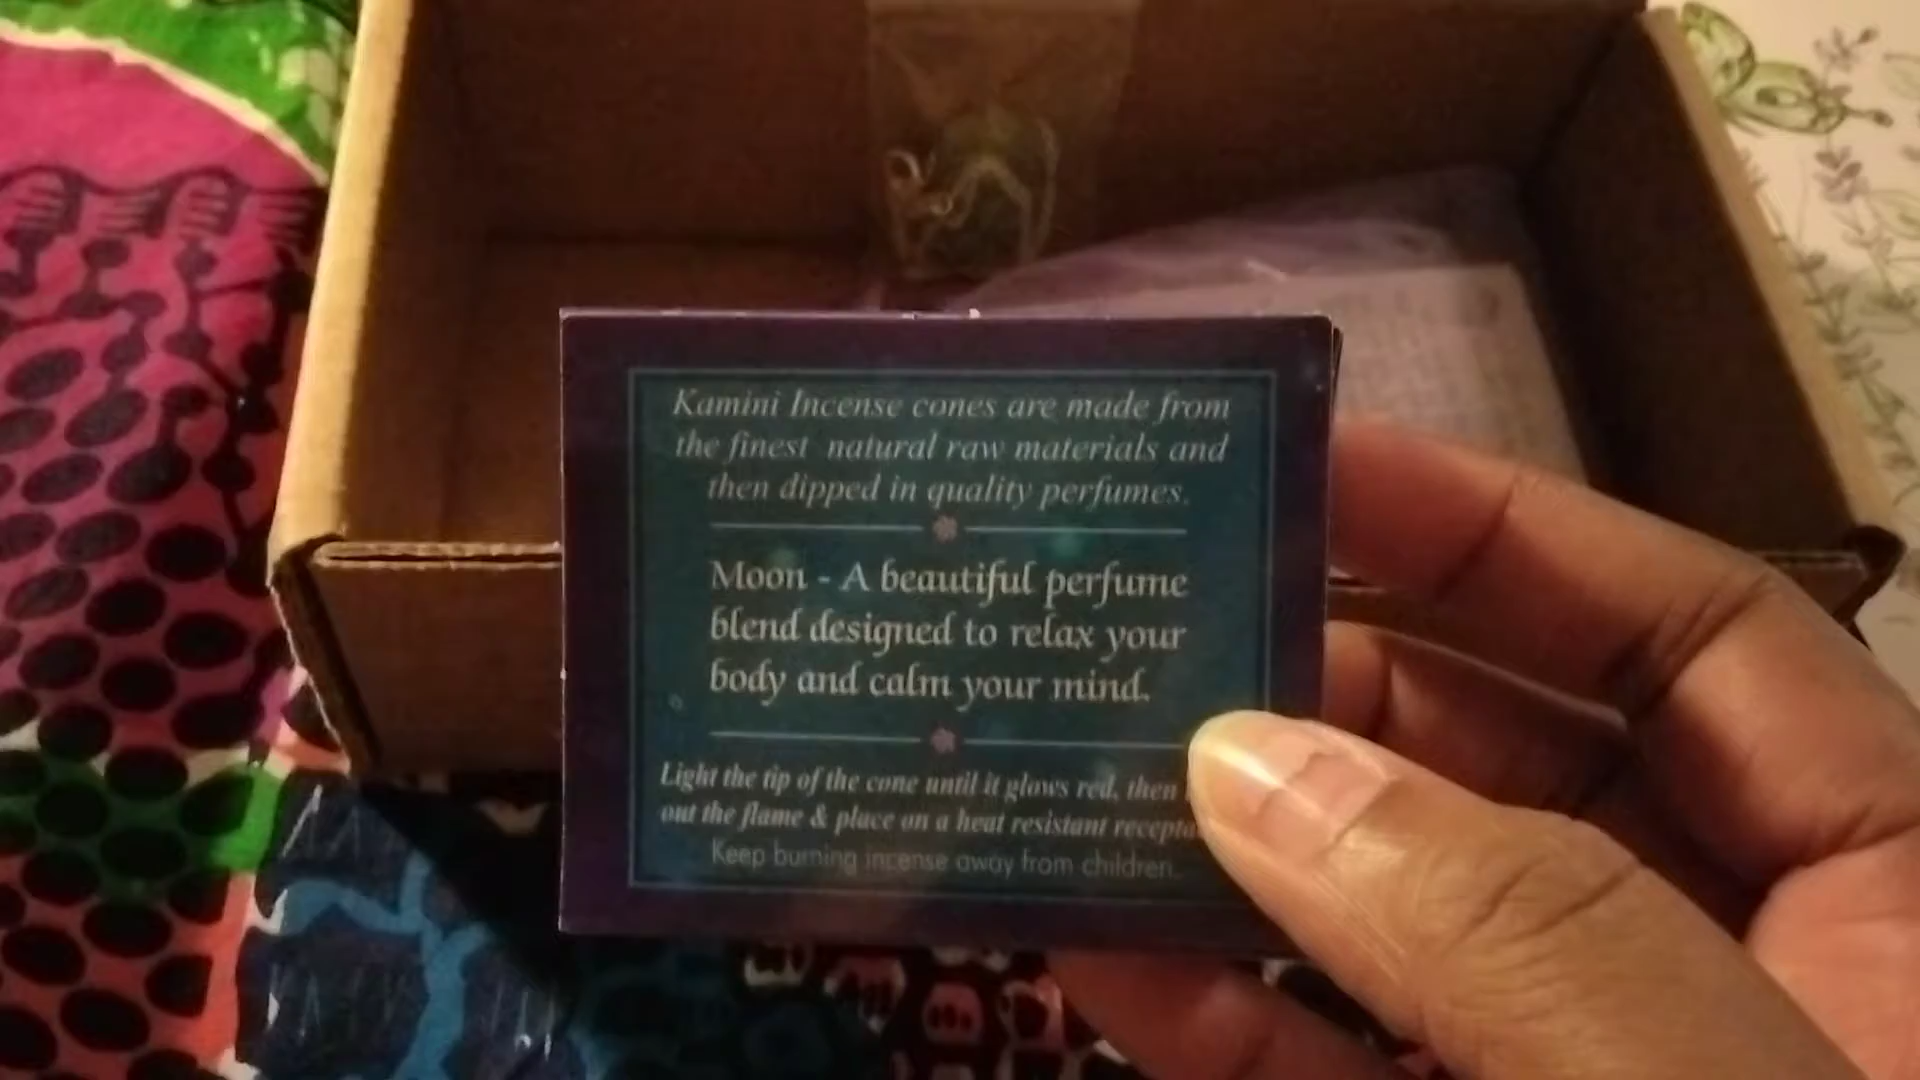 Kamini Incense cones are made from
the finest natural raw materials and
then dipped in quality perfumes.
Moon - A beautiful perfume
blend designed to relax your
body and calm your mind.
Light the tip of the cone until it glows red, then
out the flame & place on a heat resistant
Keep burning incense away from children.